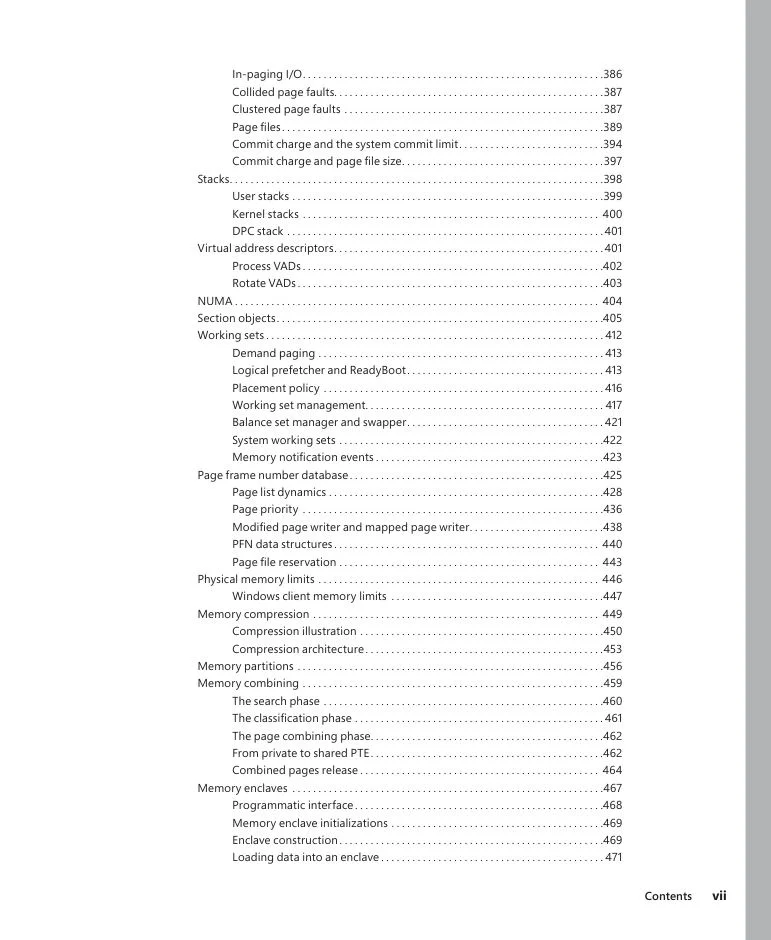 In-paging I/O. . . . . . . . . . . . . . . . . . . . . . . . . . . . . . . . . . . . . . . . . . . . . . . . . . . . . . . . . .386
Collided page faults. . . . . . . . . . . . . . . . . . . . . . . . . . . . . . . . . . . . . . . . . . . . . . . . . . . .387
Clustered page faults . . . . . . . . . . . . . . . . . . . . . . . . . . . . . . . . . . . . . . . . . . . . . . . . . .387
Page files. . . . . . . . . . . . . . . . . . . . . . . . . . . . . . . . . . . . . . . . . . . . . . . . . . . . . . . . . . . . . .389
Commit charge and the system commit limit. . . . . . . . . . . . . . . . . . . . . . . . . . . .394
Commit charge and page file size. . . . . . . . . . . . . . . . . . . . . . . . . . . . . . . . . . . . . . .397
Stacks. . . . . . . . . . . . . . . . . . . . . . . . . . . . . . . . . . . . . . . . . . . . . . . . . . . . . . . . . . . . . . . . . . . . . . . .398
User stacks . . . . . . . . . . . . . . . . . . . . . . . . . . . . . . . . . . . . . . . . . . . . . . . . . . . . . . . . . . . .399
Kernel stacks . . . . . . . . . . . . . . . . . . . . . . . . . . . . . . . . . . . . . . . . . . . . . . . . . . . . . . . . . 400
DPC stack . . . . . . . . . . . . . . . . . . . . . . . . . . . . . . . . . . . . . . . . . . . . . . . . . . . . . . . . . . . . . 401
Virtual address descriptors. . . . . . . . . . . . . . . . . . . . . . . . . . . . . . . . . . . . . . . . . . . . . . . . . . . . 401
Process VADs . . . . . . . . . . . . . . . . . . . . . . . . . . . . . . . . . . . . . . . . . . . . . . . . . . . . . . . . . .402
Rotate VADs . . . . . . . . . . . . . . . . . . . . . . . . . . . . . . . . . . . . . . . . . . . . . . . . . . . . . . . . . . .403
NUMA . . . . . . . . . . . . . . . . . . . . . . . . . . . . . . . . . . . . . . . . . . . . . . . . . . . . . . . . . . . . . . . . . . . . . . 404
Section objects. . . . . . . . . . . . . . . . . . . . . . . . . . . . . . . . . . . . . . . . . . . . . . . . . . . . . . . . . . . . . . .405
Working sets . . . . . . . . . . . . . . . . . . . . . . . . . . . . . . . . . . . . . . . . . . . . . . . . . . . . . . . . . . . . . . . . . 412
Demand paging . . . . . . . . . . . . . . . . . . . . . . . . . . . . . . . . . . . . . . . . . . . . . . . . . . . . . . . 413
Logical prefetcher and ReadyBoot. . . . . . . . . . . . . . . . . . . . . . . . . . . . . . . . . . . . . . 413
Placement policy . . . . . . . . . . . . . . . . . . . . . . . . . . . . . . . . . . . . . . . . . . . . . . . . . . . . . . 416
Working set management. . . . . . . . . . . . . . . . . . . . . . . . . . . . . . . . . . . . . . . . . . . . . . 417
Balance set manager and swapper. . . . . . . . . . . . . . . . . . . . . . . . . . . . . . . . . . . . . . 421
System working sets . . . . . . . . . . . . . . . . . . . . . . . . . . . . . . . . . . . . . . . . . . . . . . . . . . .422
Memory notification events . . . . . . . . . . . . . . . . . . . . . . . . . . . . . . . . . . . . . . . . . . . .423
Page frame number database . . . . . . . . . . . . . . . . . . . . . . . . . . . . . . . . . . . . . . . . . . . . . . . . .425
Page list dynamics . . . . . . . . . . . . . . . . . . . . . . . . . . . . . . . . . . . . . . . . . . . . . . . . . . . . .428
Page priority . . . . . . . . . . . . . . . . . . . . . . . . . . . . . . . . . . . . . . . . . . . . . . . . . . . . . . . . . .436
Modified page writer and mapped page writer. . . . . . . . . . . . . . . . . . . . . . . . . .438
PFN data structures . . . . . . . . . . . . . . . . . . . . . . . . . . . . . . . . . . . . . . . . . . . . . . . . . . . 440
Page file reservation . . . . . . . . . . . . . . . . . . . . . . . . . . . . . . . . . . . . . . . . . . . . . . . . . . 443
Physical memory limits . . . . . . . . . . . . . . . . . . . . . . . . . . . . . . . . . . . . . . . . . . . . . . . . . . . . . . 446
Windows client memory limits . . . . . . . . . . . . . . . . . . . . . . . . . . . . . . . . . . . . . . . . .447
Memory compression . . . . . . . . . . . . . . . . . . . . . . . . . . . . . . . . . . . . . . . . . . . . . . . . . . . . . . . 449
Compression illustration . . . . . . . . . . . . . . . . . . . . . . . . . . . . . . . . . . . . . . . . . . . . . . .450
Compression architecture . . . . . . . . . . . . . . . . . . . . . . . . . . . . . . . . . . . . . . . . . . . . . .453
Memory partitions . . . . . . . . . . . . . . . . . . . . . . . . . . . . . . . . . . . . . . . . . . . . . . . . . . . . . . . . . . .456
Memory combining . . . . . . . . . . . . . . . . . . . . . . . . . . . . . . . . . . . . . . . . . . . . . . . . . . . . . . . . . .459
The search phase . . . . . . . . . . . . . . . . . . . . . . . . . . . . . . . . . . . . . . . . . . . . . . . . . . . . . .460
The classification phase . . . . . . . . . . . . . . . . . . . . . . . . . . . . . . . . . . . . . . . . . . . . . . . . 461
The page combining phase. . . . . . . . . . . . . . . . . . . . . . . . . . . . . . . . . . . . . . . . . . . . .462
From private to shared PTE . . . . . . . . . . . . . . . . . . . . . . . . . . . . . . . . . . . . . . . . . . . . .462
Combined pages release . . . . . . . . . . . . . . . . . . . . . . . . . . . . . . . . . . . . . . . . . . . . . . 464
Memory enclaves . . . . . . . . . . . . . . . . . . . . . . . . . . . . . . . . . . . . . . . . . . . . . . . . . . . . . . . . . . . .467
Programmatic interface . . . . . . . . . . . . . . . . . . . . . . . . . . . . . . . . . . . . . . . . . . . . . . . .468
Memory enclave initializations . . . . . . . . . . . . . . . . . . . . . . . . . . . . . . . . . . . . . . . . .469
Enclave construction . . . . . . . . . . . . . . . . . . . . . . . . . . . . . . . . . . . . . . . . . . . . . . . . . . .469
Loading data into an enclave . . . . . . . . . . . . . . . . . . . . . . . . . . . . . . . . . . . . . . . . . . . 471
Contents vii